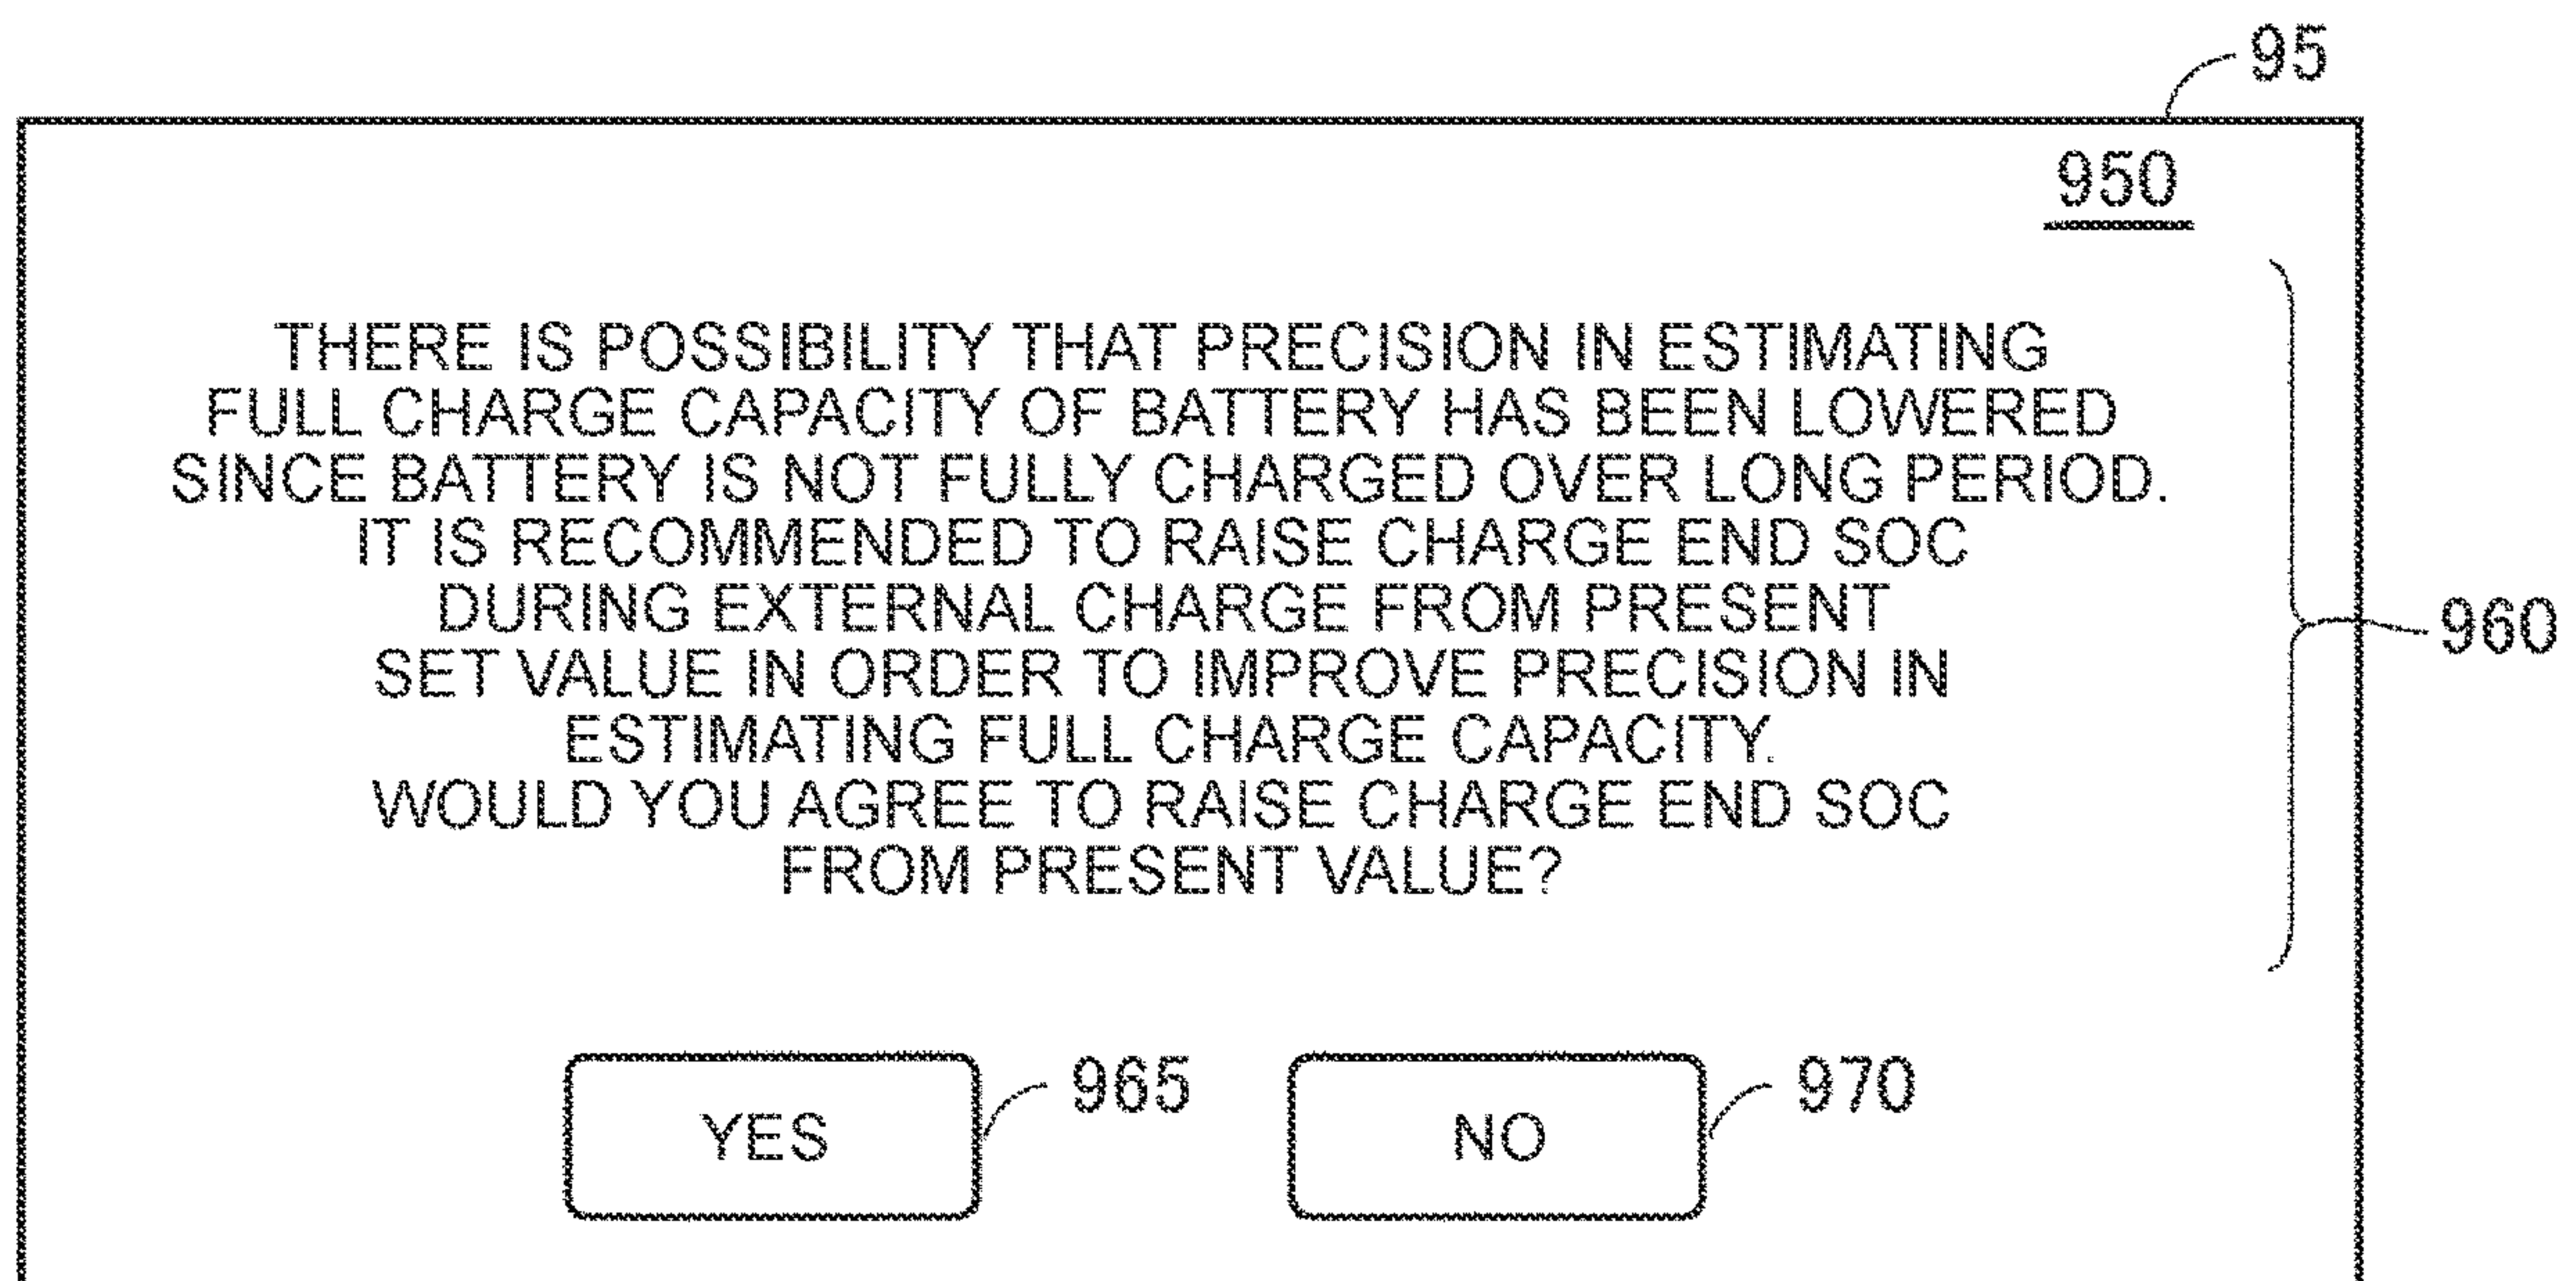 95
950
THERE IS POSSIBILITY THAT PRECISION IN ESTIMATING
FULL CHARGE CAPACITY OF BATTERY HAS BEEN LOWERED
SINCE BATTERY IS NOT FULLY CHARGED OVER LONG PERIOD.
IT IS RECOMMENDED TO RAISE CHARGE END SOC
DURING EXTERNAL CHARGE FROM PRESENT
SET VALUE IN ORDER TO IMPROVE PRECISION IN
ESTIMATING FULL CHARGE CAPACITY.
WOULD YOU AGREE TO RAISE CHARGE END SOC
FROM PRESENT VALUE?
960
YES 965 NO 970